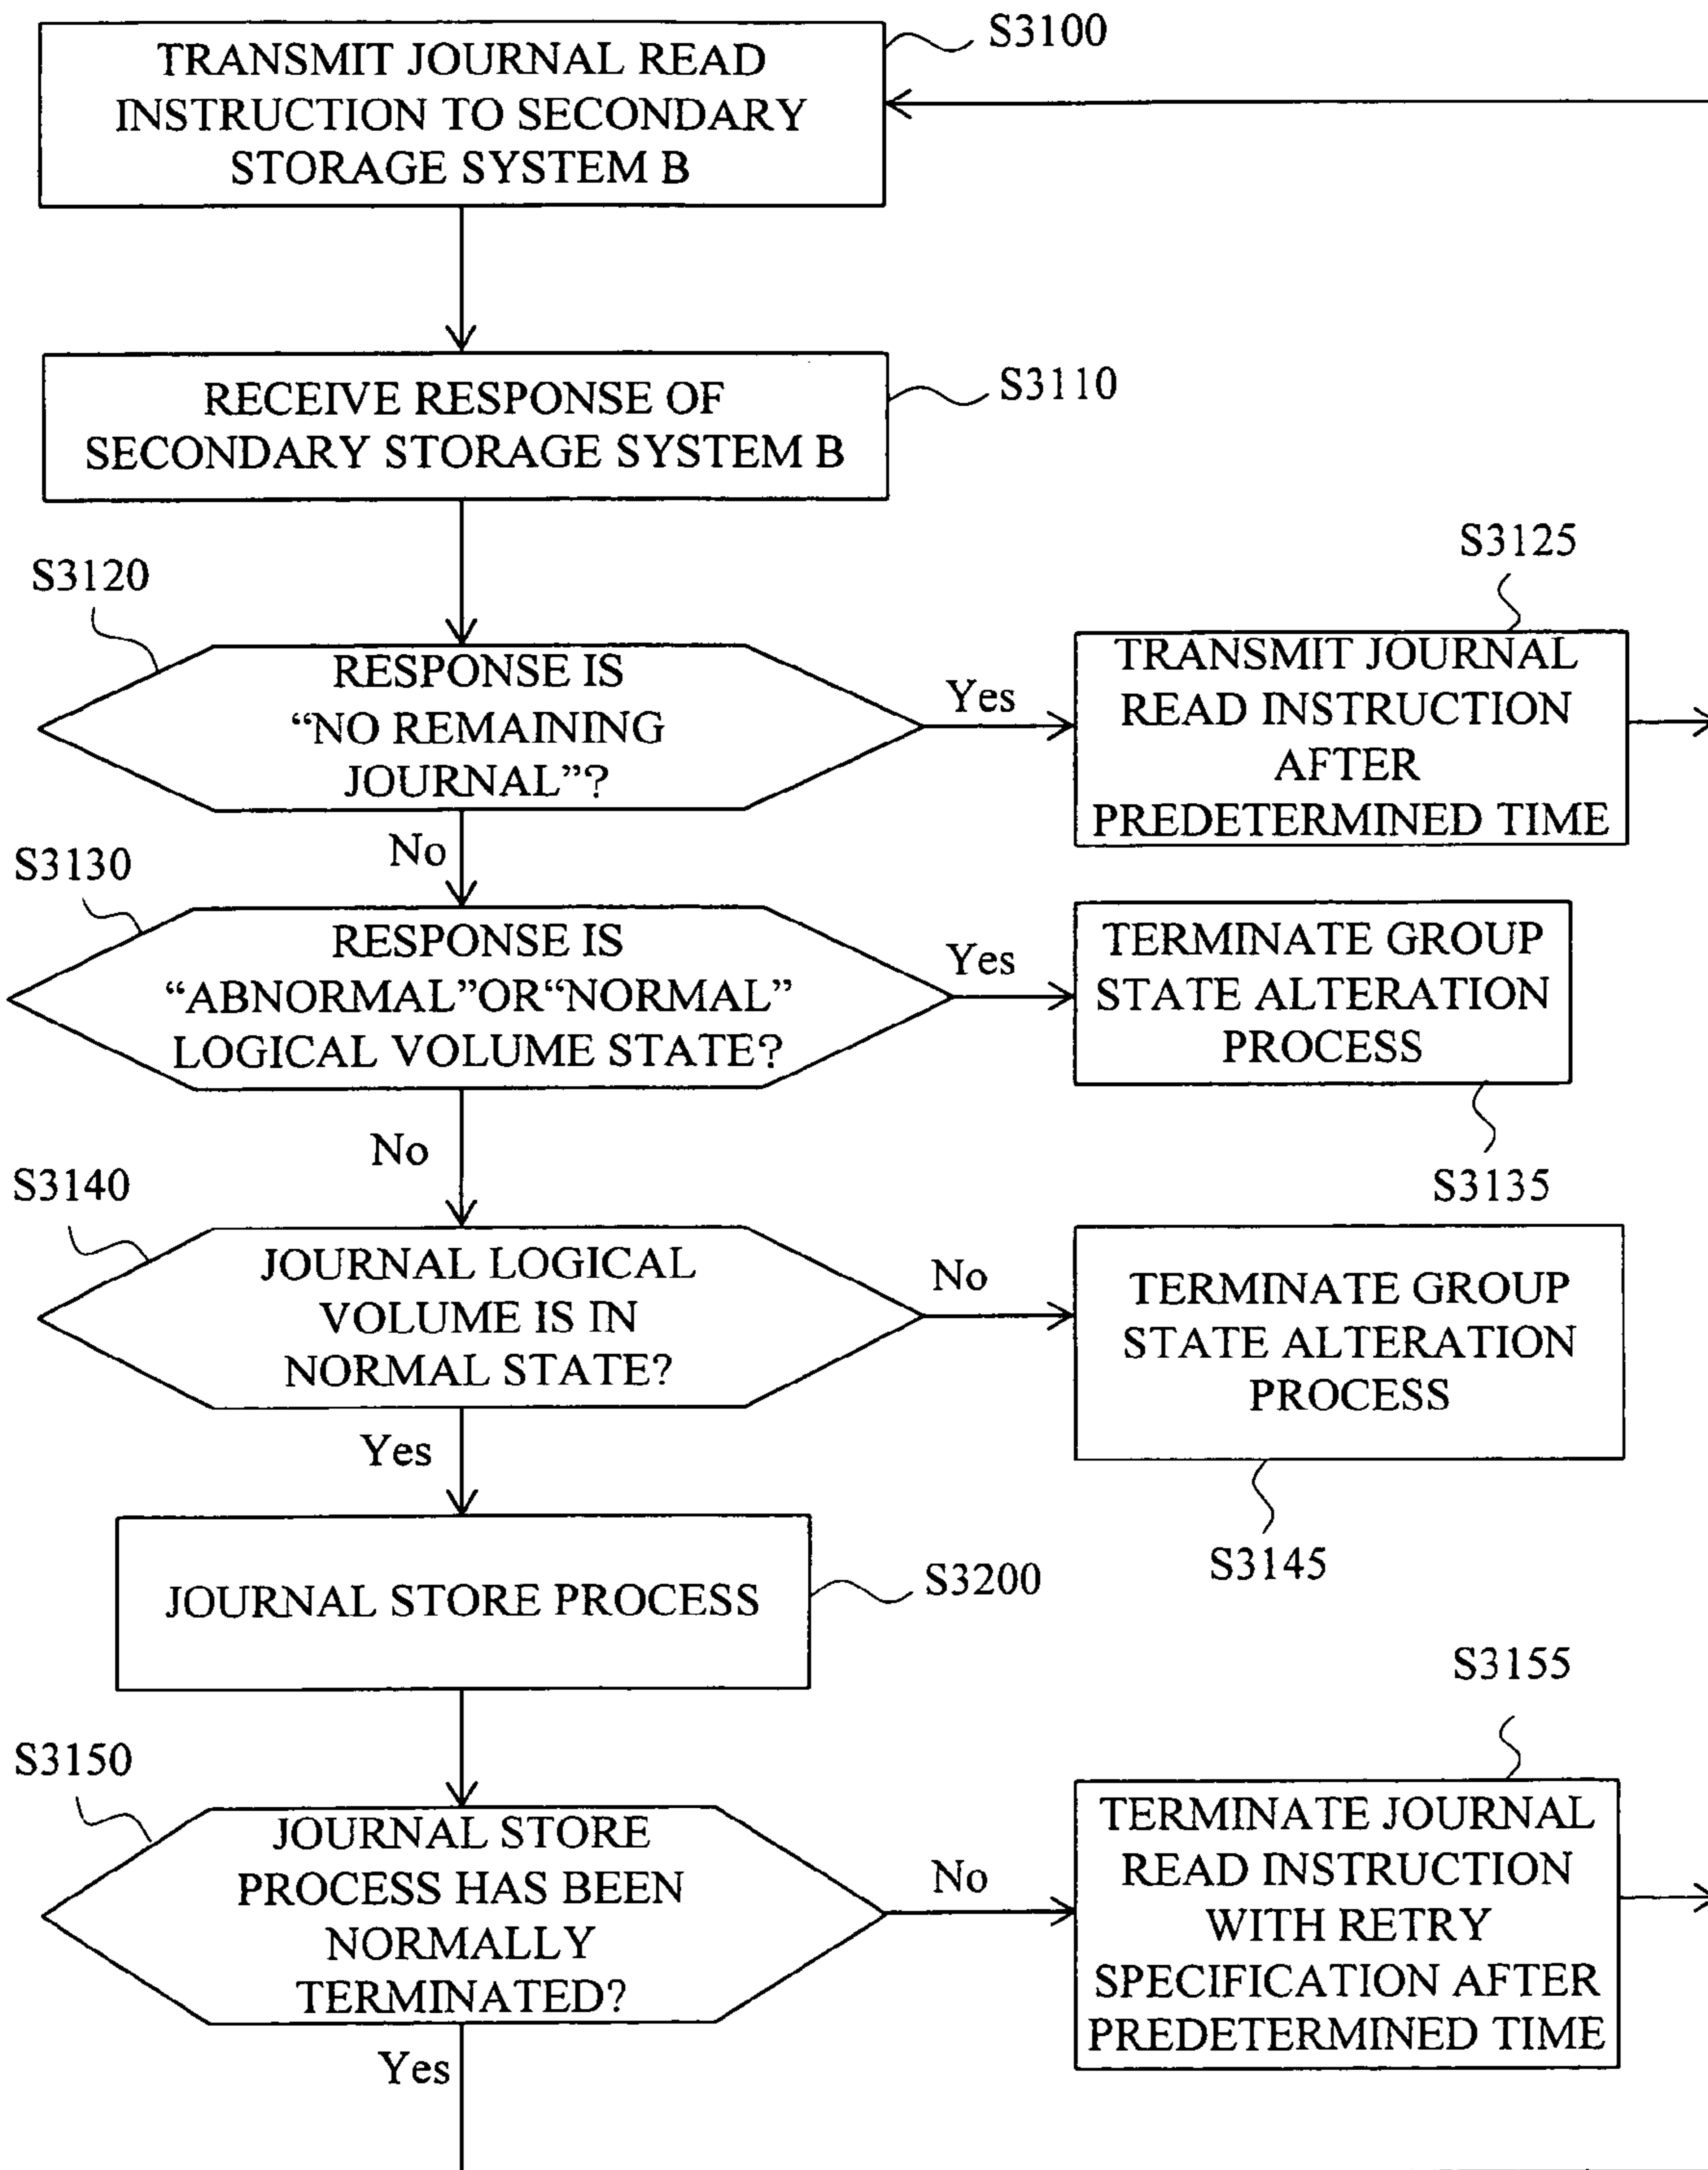 S3100
TRANSMIT JOURNAL READ
INSTRUCTION TO SECONDARY
STORAGE SYSTEM B
S3110
RECEIVE RESPONSE OF
SECONDARY STORAGE SYSTEM B
S3120
RESPONSE IS
“NO REMAINING
JOURNAL”?
Yes
S3125
TRANSMIT JOURNAL
READ INSTRUCTION
AFTER
PREDETERMINED TIME
No
S3130
RESPONSE IS
“ABNORMAL”OR“NORMAL”
LOGICAL VOLUME STATE?
Yes
TERMINATE GROUP
STATE ALTERATION
PROCESS
S3135
No
S3140
JOURNAL LOGICAL
VOLUME IS IN
NORMAL STATE?
No
TERMINATE GROUP
STATE ALTERATION
PROCESS
S3145
Yes
JOURNAL STORE PROCESS
S3200
S3150
JOURNAL STORE
PROCESS HAS BEEN
NORMALLY
TERMINATED?
No
S3155
TERMINATE JOURNAL
READ INSTRUCTION
WITH RETRY
SPECIFICATION AFTER
PREDETERMINED TIME
Yes